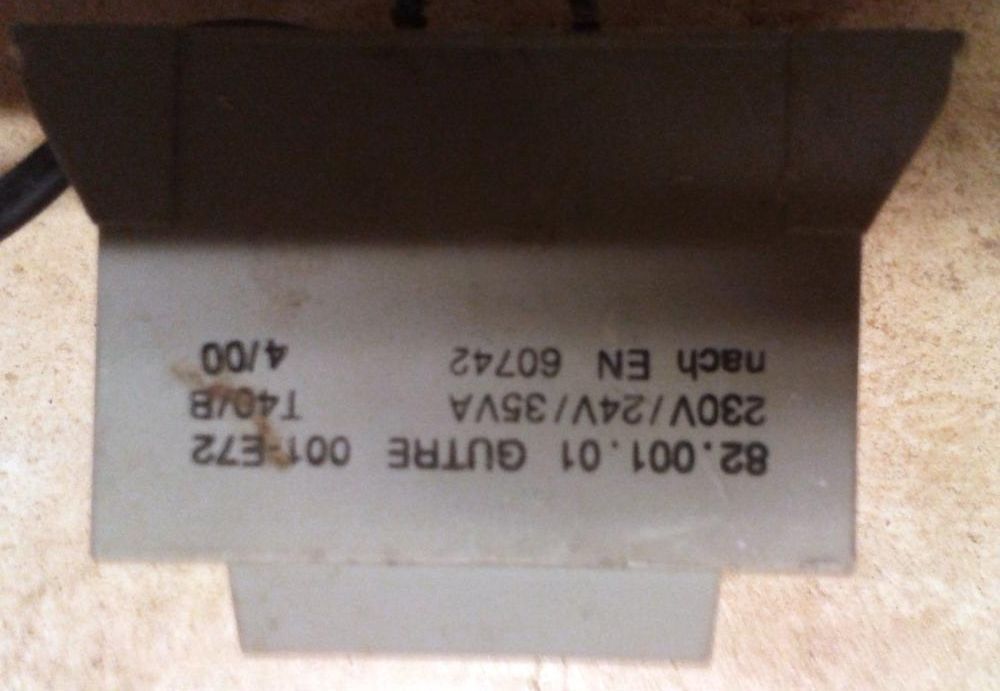 82.001.01 GUTRE 001-E72
230V/24V/35VA T40/B
nach EN 60742 4/00